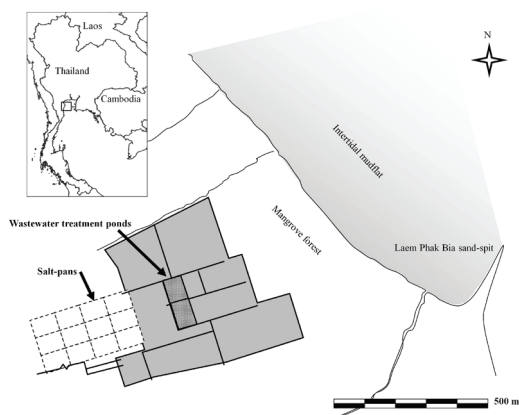 Laos
Thailand
Cambodia
N
Intertidal mudflat
Mangrove forest
Wastewater treatment ponds
Laem Phak Bia sand-spit
Salt-pans
500 m